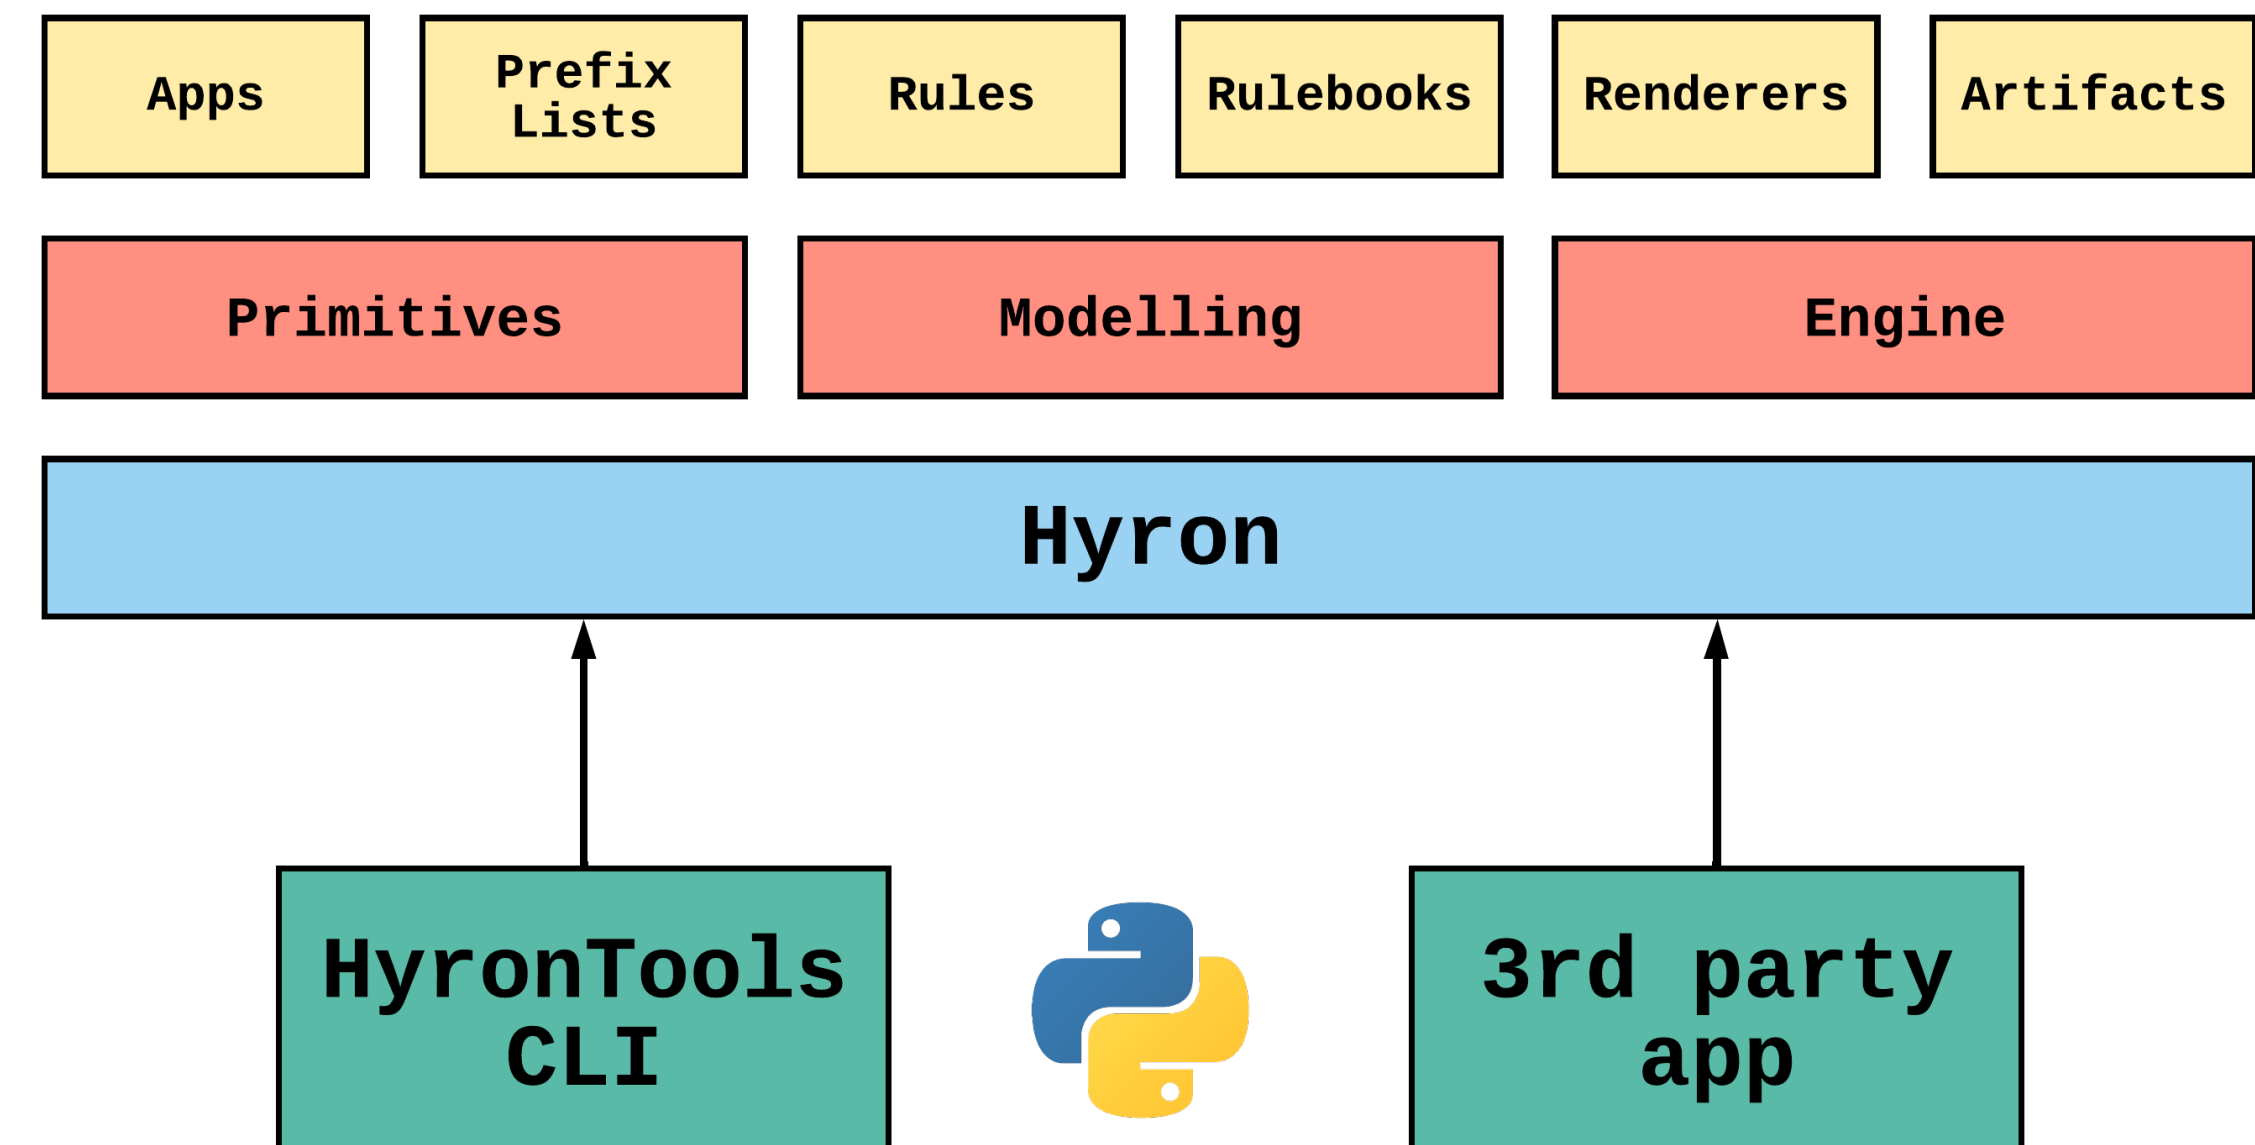 Apps
Prefix
Lists
Rules
Rulebooks
Renderers
Artifacts
Primitives
Modelling
Engine
Hyron
HyronTools
CLI
3rd party
app